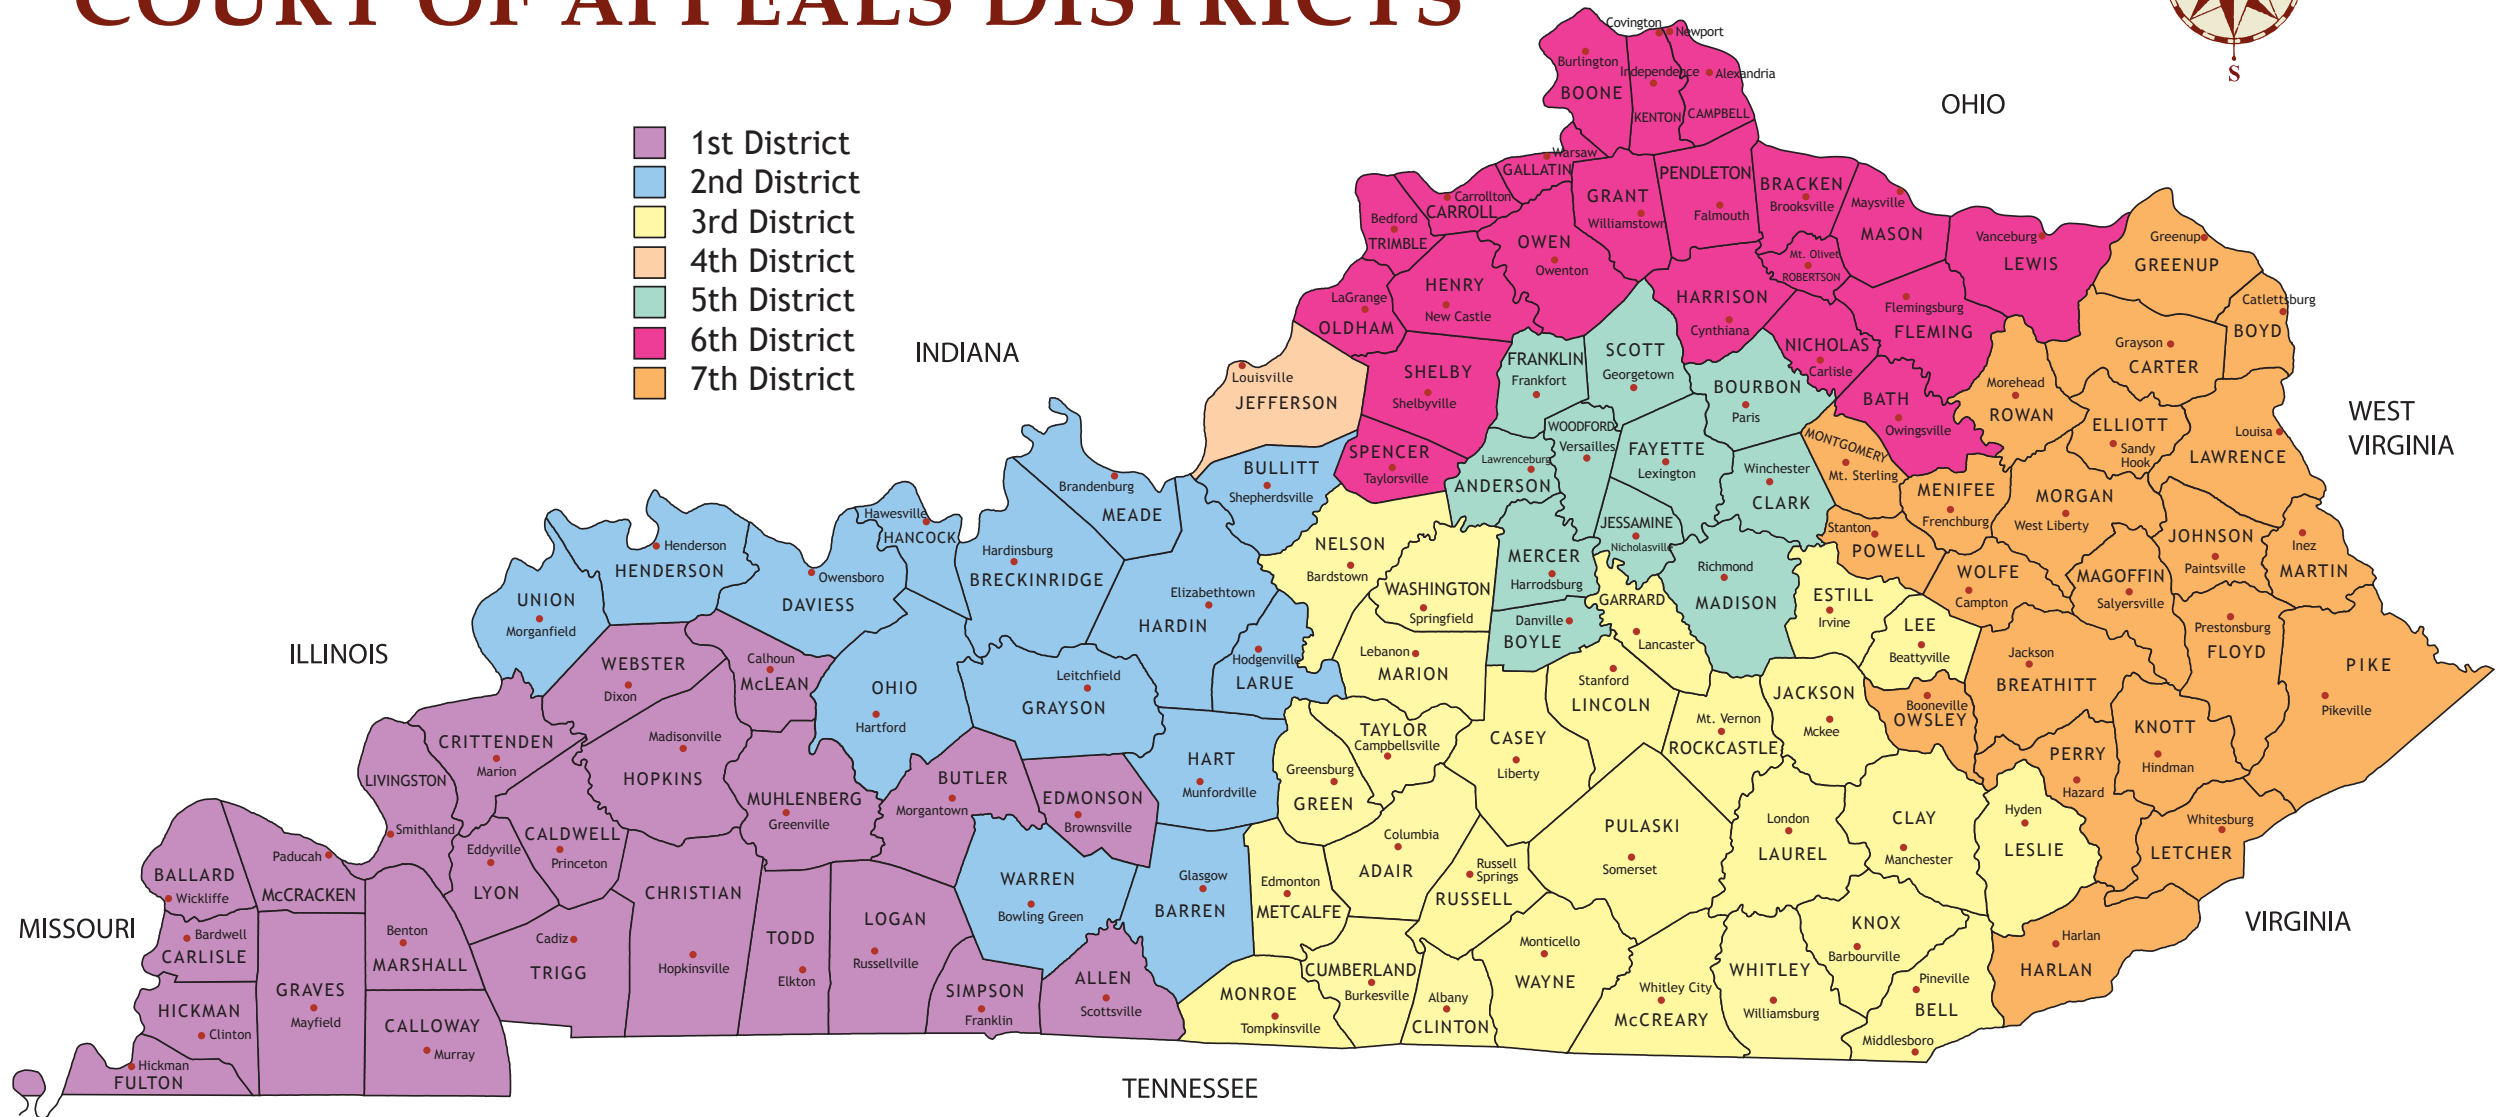 COURT OF APPEALS DISTRICTS
S
1st District
2nd District
3rd District
4th District
5th District
6th District
7th District
OHIO
INDIANA
ILLINOIS
MISSOURI
TENNESSEE
VIRGINIA
WEST
VIRGINIA
Covington
Newport
Burlington
BOONE
Independence
KENTON
Alexandria
CAMPBELL
Warsaw
GALLATIN
Carrollton
CARROLL
Bedford
TRIMBLE
GRANT
Williamstown
PENDLETON
Falmouth
BRACKEN
Brooksville
Maysville
MASON
Mt. Olivet
ROBERTSON
Vanceburg
LEWIS
Greenup
GREENUP
Catlettsburg
BOYD
Grayson
CARTER
OWEN
Owenton
HENRY
New Castle
LaGrange
OLDHAM
HARRISON
Cynthiana
Flemingsburg
FLEMING
NICHOLAS
Carlisle
BATH
Owingsville
Morehead
ROWAN
ELLIOTT
Sandy
Hook
Louisa
LAWRENCE
Louisville
JEFFERSON
SHELBY
Shelbyville
SPENCER
Taylorsville
FRANKLIN
Frankfort
SCOTT
Georgetown
BOURBON
Paris
WOODFORD
Versailles
FAYETTE
Lexington
Winchester
CLARK
MONTGOMERY
Mt. Sterling
MENIFEE
Frenchburg
MORGAN
West Liberty
JOHNSON
Paintsville
Inez
MARTIN
Lawrenceburg
ANDERSON
JESSAMINE
Nicholasville
MERCER
Harrodsburg
Danville
BOYLE
Richmond
MADISON
GARRARD
Lancaster
Stanton
POWELL
ESTILL
Irvine
LEE
Beattyville
WOLFE
Campton
MAGOFFIN
Salyersville
Prestonsburg
FLOYD
PIKE
Pikeville
Jackson
BREATHITT
Booneville
OWSLEY
KNOTT
Hindman
PERRY
Hazard
Whitesburg
LETCHER
Hyden
LESLIE
Harlan
HARLAN
BULLITT
Shepherdsville
NELSON
Bardstown
WASHINGTON
Springfield
Lebanon
MARION
Brandenburg
MEADE
Hardinsburg
BRECKINRIDGE
Hawesville
HANCOCK
Owensboro
DAVIESS
Henderson
HENDERSON
UNION
Morganfield
Elizabethtown
HARDIN
Hodgenville
LARUE
Leitchfield
GRAYSON
OHIO
Hartford
WEBSTER
Dixon
Calhoun
McLEAN
CRITTENDEN
Marion
LIVINGSTON
Smithland
Madisonville
HOPKINS
MUHLENBERG
Greenville
BUTLER
Morgantown
EDMONSON
Brownsville
HART
Munfordville
Greensburg
GREEN
TAYLOR
Campbellsville
CASEY
Liberty
Stanford
LINCOLN
Mt. Vernon
ROCKCASTLE
JACKSON
Mckee
CLAY
Manchester
London
LAUREL
PULASKI
Somerset
Columbia
ADAIR
Russell
Springs
RUSSELL
Edmonton
METCALFE
Glasgow
BARREN
WARREN
Bowling Green
ALLEN
Scottsville
SIMPSON
Franklin
LOGAN
Russellville
TODD
Elkton
CHRISTIAN
Hopkinsville
CALDWELL
Princeton
Eddyville
LYON
Cadiz
TRIGG
Paducah
McCRACKEN
BALLARD
Wickliffe
Bardwell
CARLISLE
HICKMAN
Clinton
Hickman
FULTON
GRAVES
Mayfield
Benton
MARSHALL
CALLOWAY
Murray
MONROE
Tompkinsville
CUMBERLAND
Burkesville
Albany
CLINTON
Monticello
WAYNE
Whitley City
McCREARY
WHITLEY
Williamsburg
KNOX
Barbourville
Pineville
BELL
Middlesboro